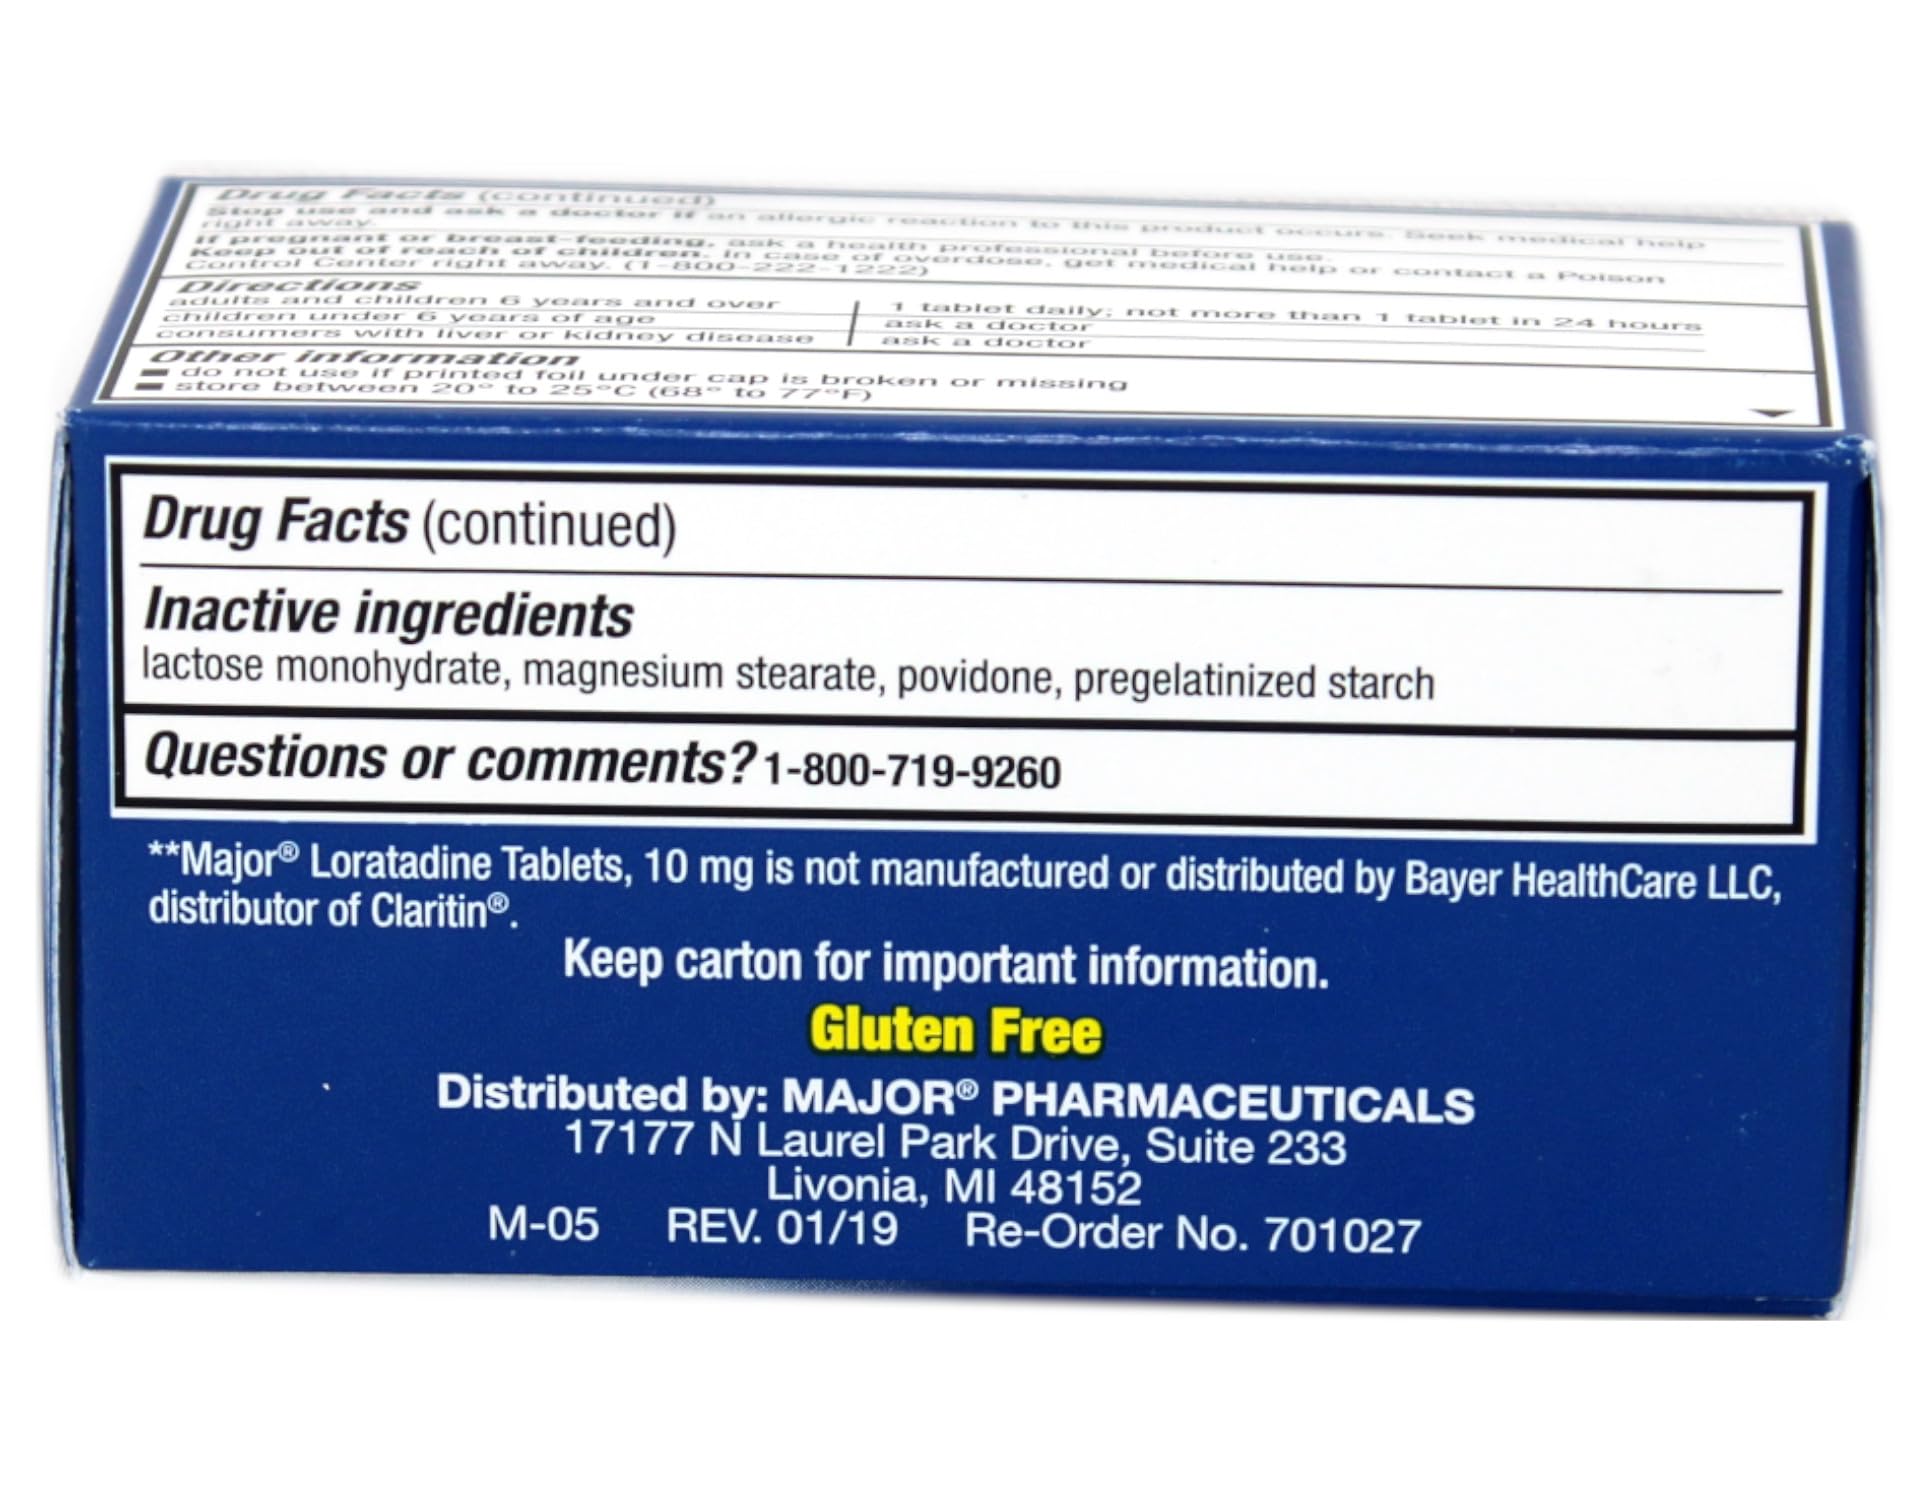 Drug Facts (continued)
Stop use and ask a doctor if an allergic reaction to this product occurs. Seek medical help
right away.
If pregnant or breast-feeding, ask a health professional before use.
Keep out of reach of children. In case of overdose, get medical help or contact a Poison
Control Center right away. (1-800-222-1222)
Directions
adults and children 6 years and over 1 tablet daily; not more than 1 tablet in 24 hours
children under 6 years of age ask a doctor
consumers with liver or kidney disease ask a doctor
Other information
■ do not use if printed foil under cap is broken or missing
■ store between 20° to 25°C (68° to 77°F)
Drug Facts (continued)
Inactive ingredients
lactose monohydrate, magnesium stearate, povidone, pregelatinized starch
Questions or comments? 1-800-719-9260
**Major® Loratadine Tablets, 10 mg is not manufactured or distributed by Bayer HealthCare LLC,
distributor of Claritin®.
Keep carton for important information.
Gluten Free
Distributed by: MAJOR® PHARMACEUTICALS
17177 N Laurel Park Drive, Suite 233
Livonia, MI 48152
M-05 REV. 01/19 Re-Order No. 701027